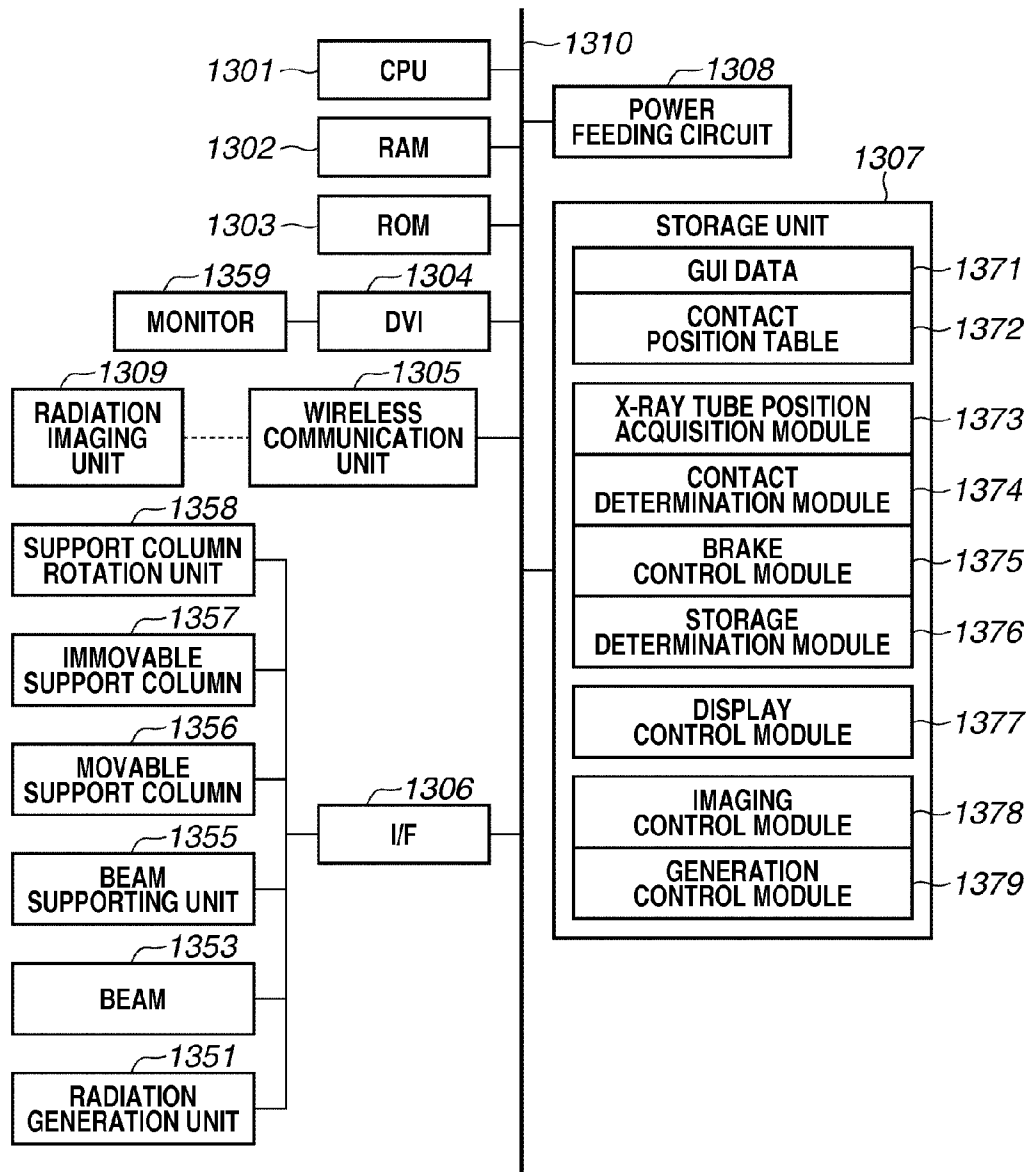 1310
1301
CPU
1308
POWER
FEEDING CIRCUIT
1302
RAM
1307
1303
ROM
STORAGE UNIT
GUI DATA
1371
1359
1304
MONITOR
DVI
CONTACT
POSITION TABLE
1372
1309
1305
RADIATION
IMAGING
UNIT
WIRELESS
COMMUNICATION
UNIT
X-RAY TUBE POSITION
ACQUISITION MODULE
1373
CONTACT
DETERMINATION MODULE
1374
1358
SUPPORT COLUMN
ROTATION UNIT
BRAKE
CONTROL MODULE
1375
1357
IMMOVABLE
SUPPORT COLUMN
STORAGE
DETERMINATION MODULE
1376
1356
MOVABLE
SUPPORT COLUMN
DISPLAY
CONTROL MODULE
1377
1306
I/F
IMAGING
CONTROL MODULE
1378
1355
BEAM
SUPPORTING UNIT
GENERATION
CONTROL MODULE
1379
1353
BEAM
1351
RADIATION
GENERATION UNIT